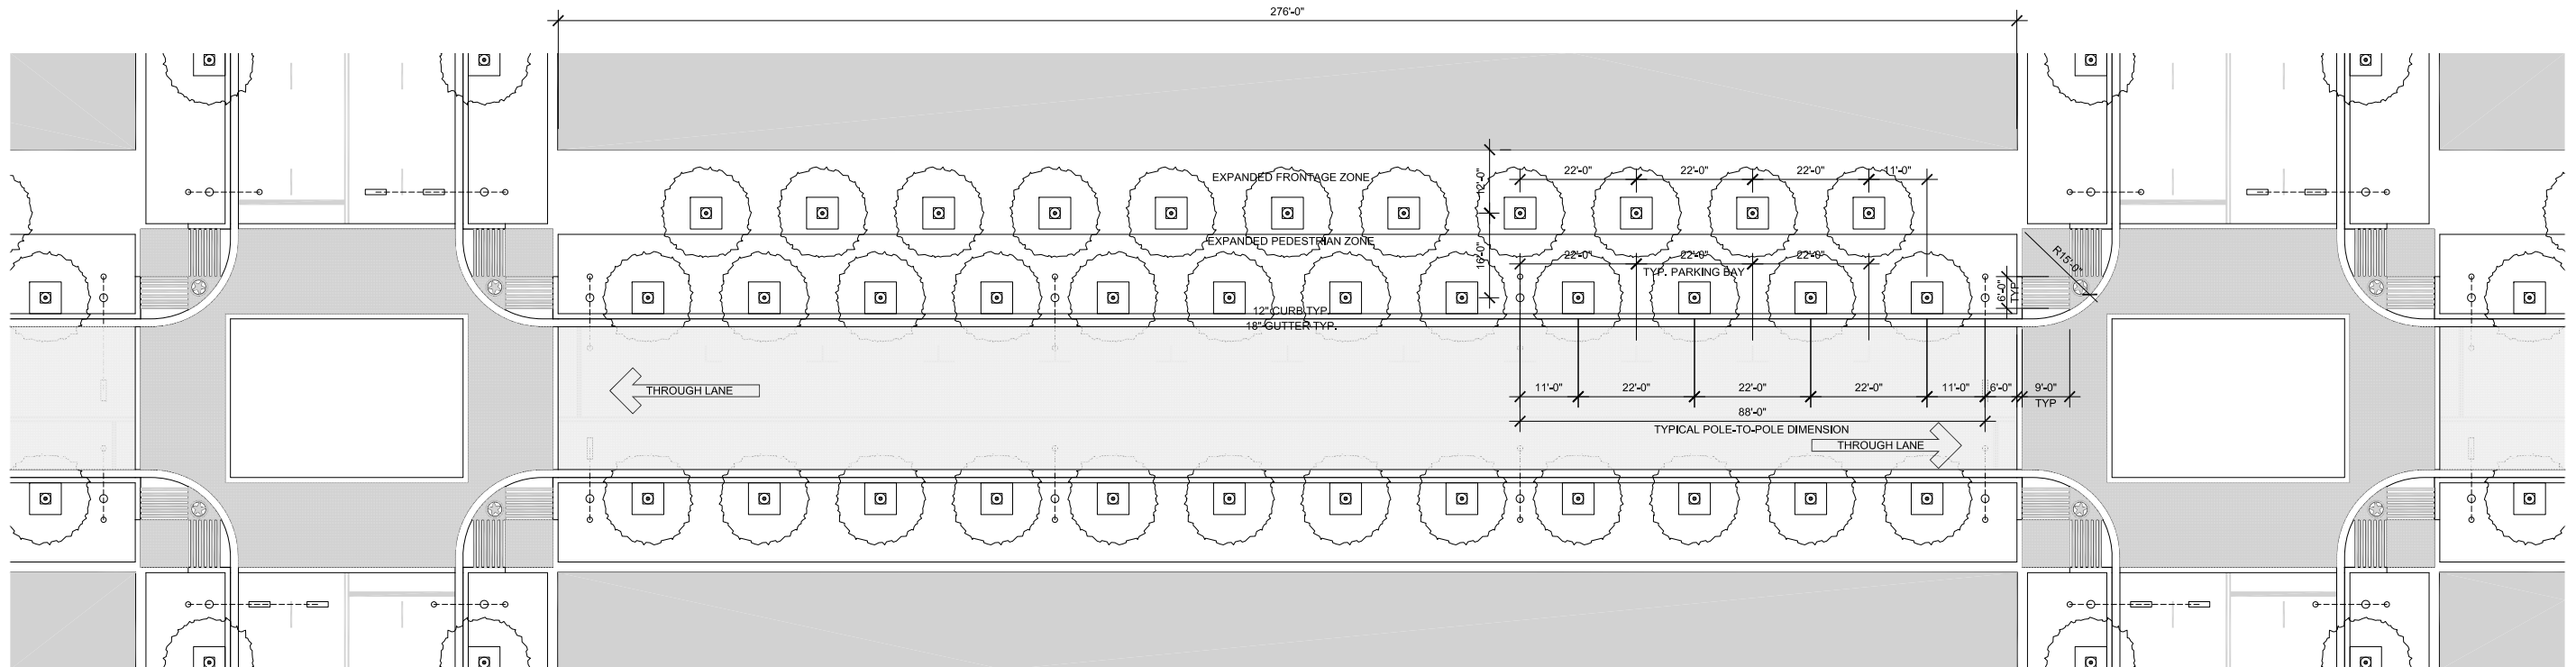 276'-0"
22'-0" 22'-0" 22'-0" 11'-0"
EXPANDED FRONTAGE ZONE
12'-0"
EXPANDED PEDESTRIAN ZONE
16'-0"
22'-0" 22'-0" 22'-0"
TYP. PARKING BAY
R15'-0"
6'-0"
TYP
12" CURB TYP.
18" GUTTER TYP.
THROUGH LANE
11'-0" 22'-0" 22'-0" 22'-0" 11'-0" 6'-0" 9'-0"
TYP
88'-0"
TYPICAL POLE-TO-POLE DIMENSION
THROUGH LANE